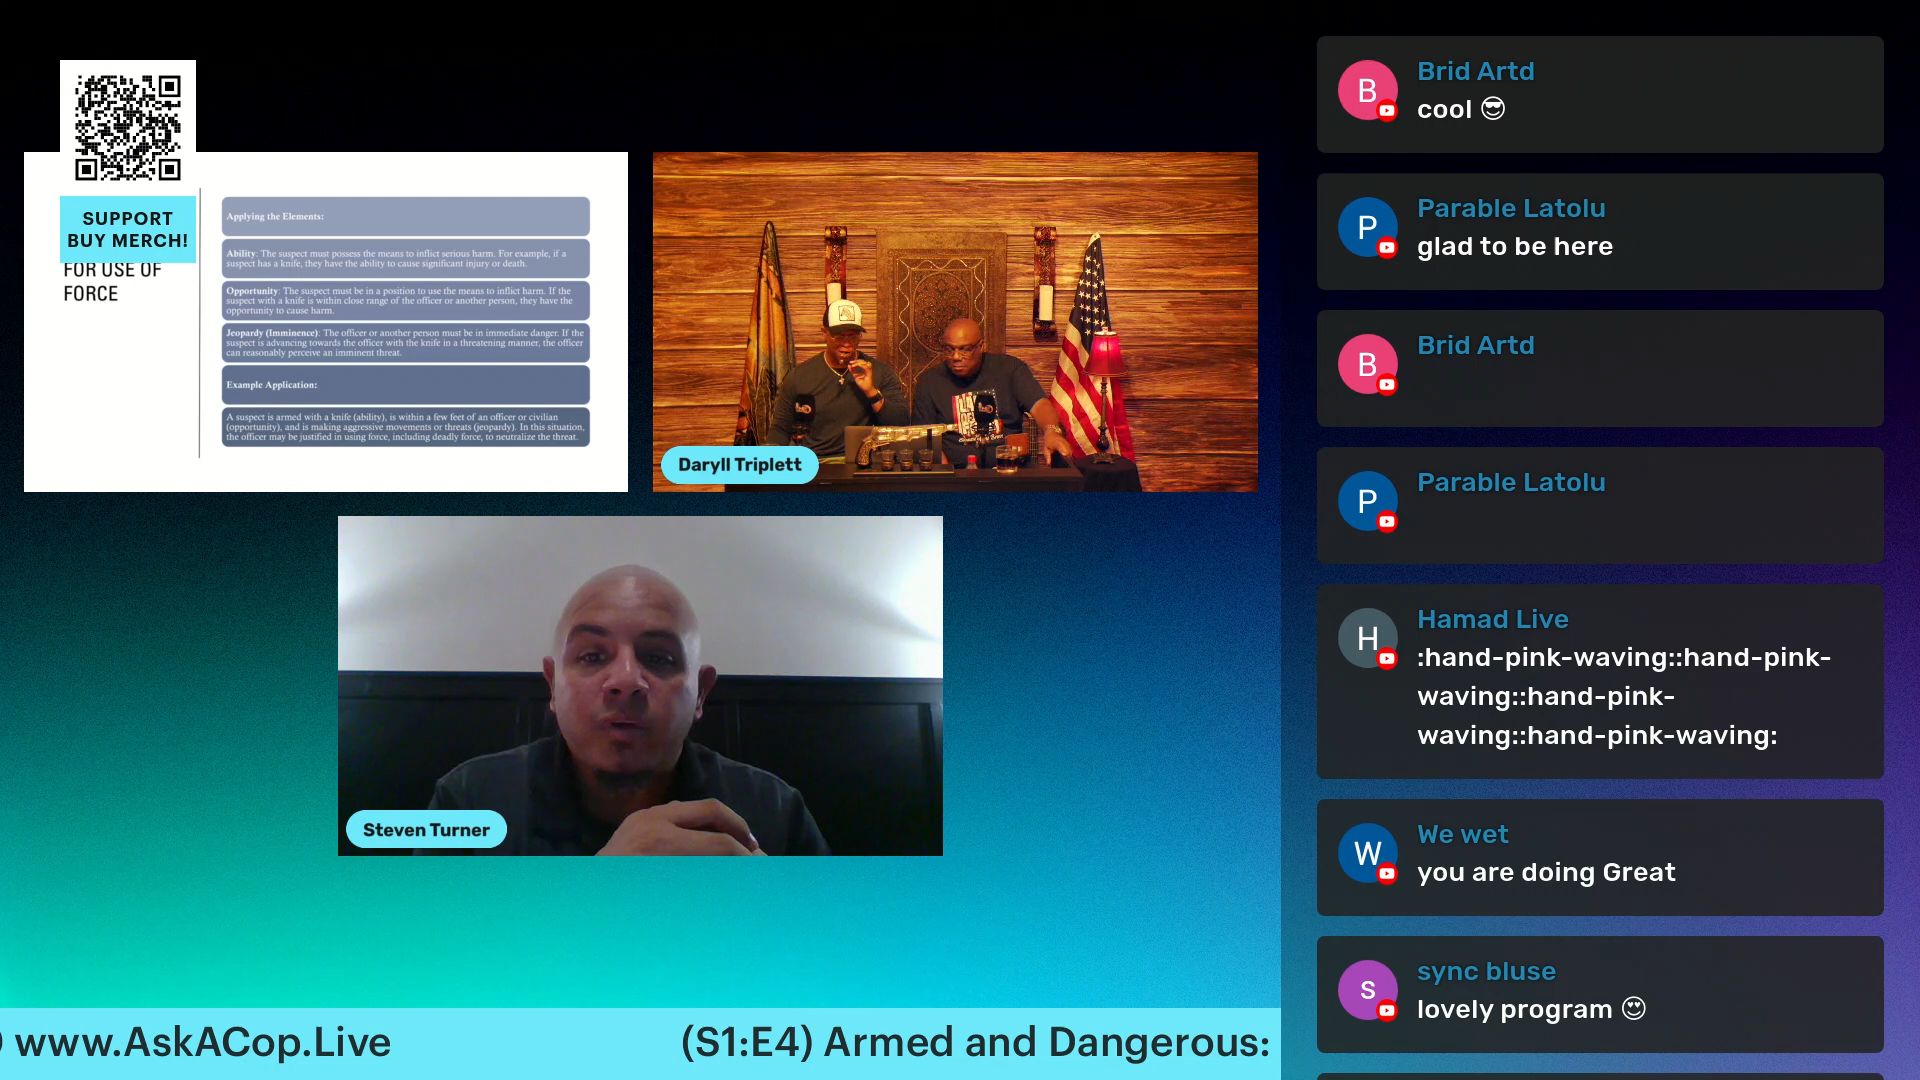 SUPPORT
BUY MERCH!
FOR USE OF
FORCE
Applying the Elements:
Ability: The suspect must possess the means to inflict serious harm. For example, if a
suspect has a knife, they have the ability to cause significant injury or death.
Opportunity: The suspect must be in a position to use the means to inflict harm. If the
suspect with a knife is within close range of the officer or another person, they have the
opportunity to cause harm.
Jeopardy (Imminence): The officer or another person must be in immediate danger. If the
suspect is advancing towards the officer with the knife in a threatening manner, the officer
can reasonably perceive an imminent threat.
Example Application:
A suspect is armed with a knife (ability), is within a few feet of an officer or civilian
(opportunity), and is making aggressive movements or threats (jeopardy). In this situation,
the officer may be justified in using force, including deadly force, to neutralize the threat.
Daryll Triplett
Steven Turner
www.AskACop.Live
(S1:E4) Armed and Dangerous:
B
Brid Artd
cool 😎
P
Parable Latolu
glad to be here
B
Brid Artd
P
Parable Latolu
H
Hamad Live
:hand-pink-waving::hand-pink-
waving::hand-pink-
waving::hand-pink-waving:
W
We wet
you are doing Great
s
sync bluse
lovely program 😍